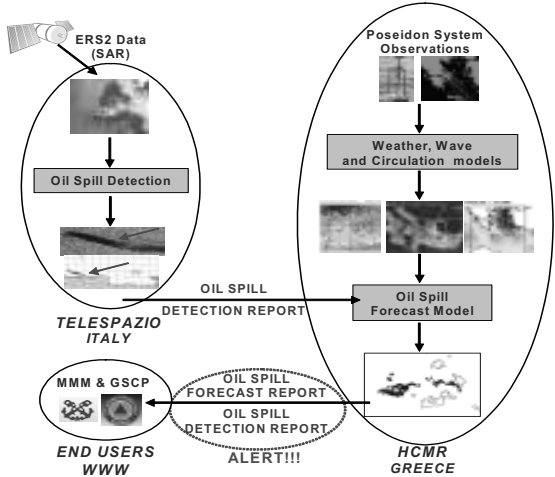 ERS2 Data
(SAR)
Oil Spill Detection
TELESPAZIO
ITALY
Poseidon System
Observations
Weather, Wave
and Circulation models
OIL SPILL
DETECTION REPORT
Oil Spill
Forecast Model
MMM & GSCP
END USERS
WWW
OIL SPILL
FORECAST REPORT
OIL SPILL
DETECTION REPORT
ALERT!!!
HCMR
GREECE